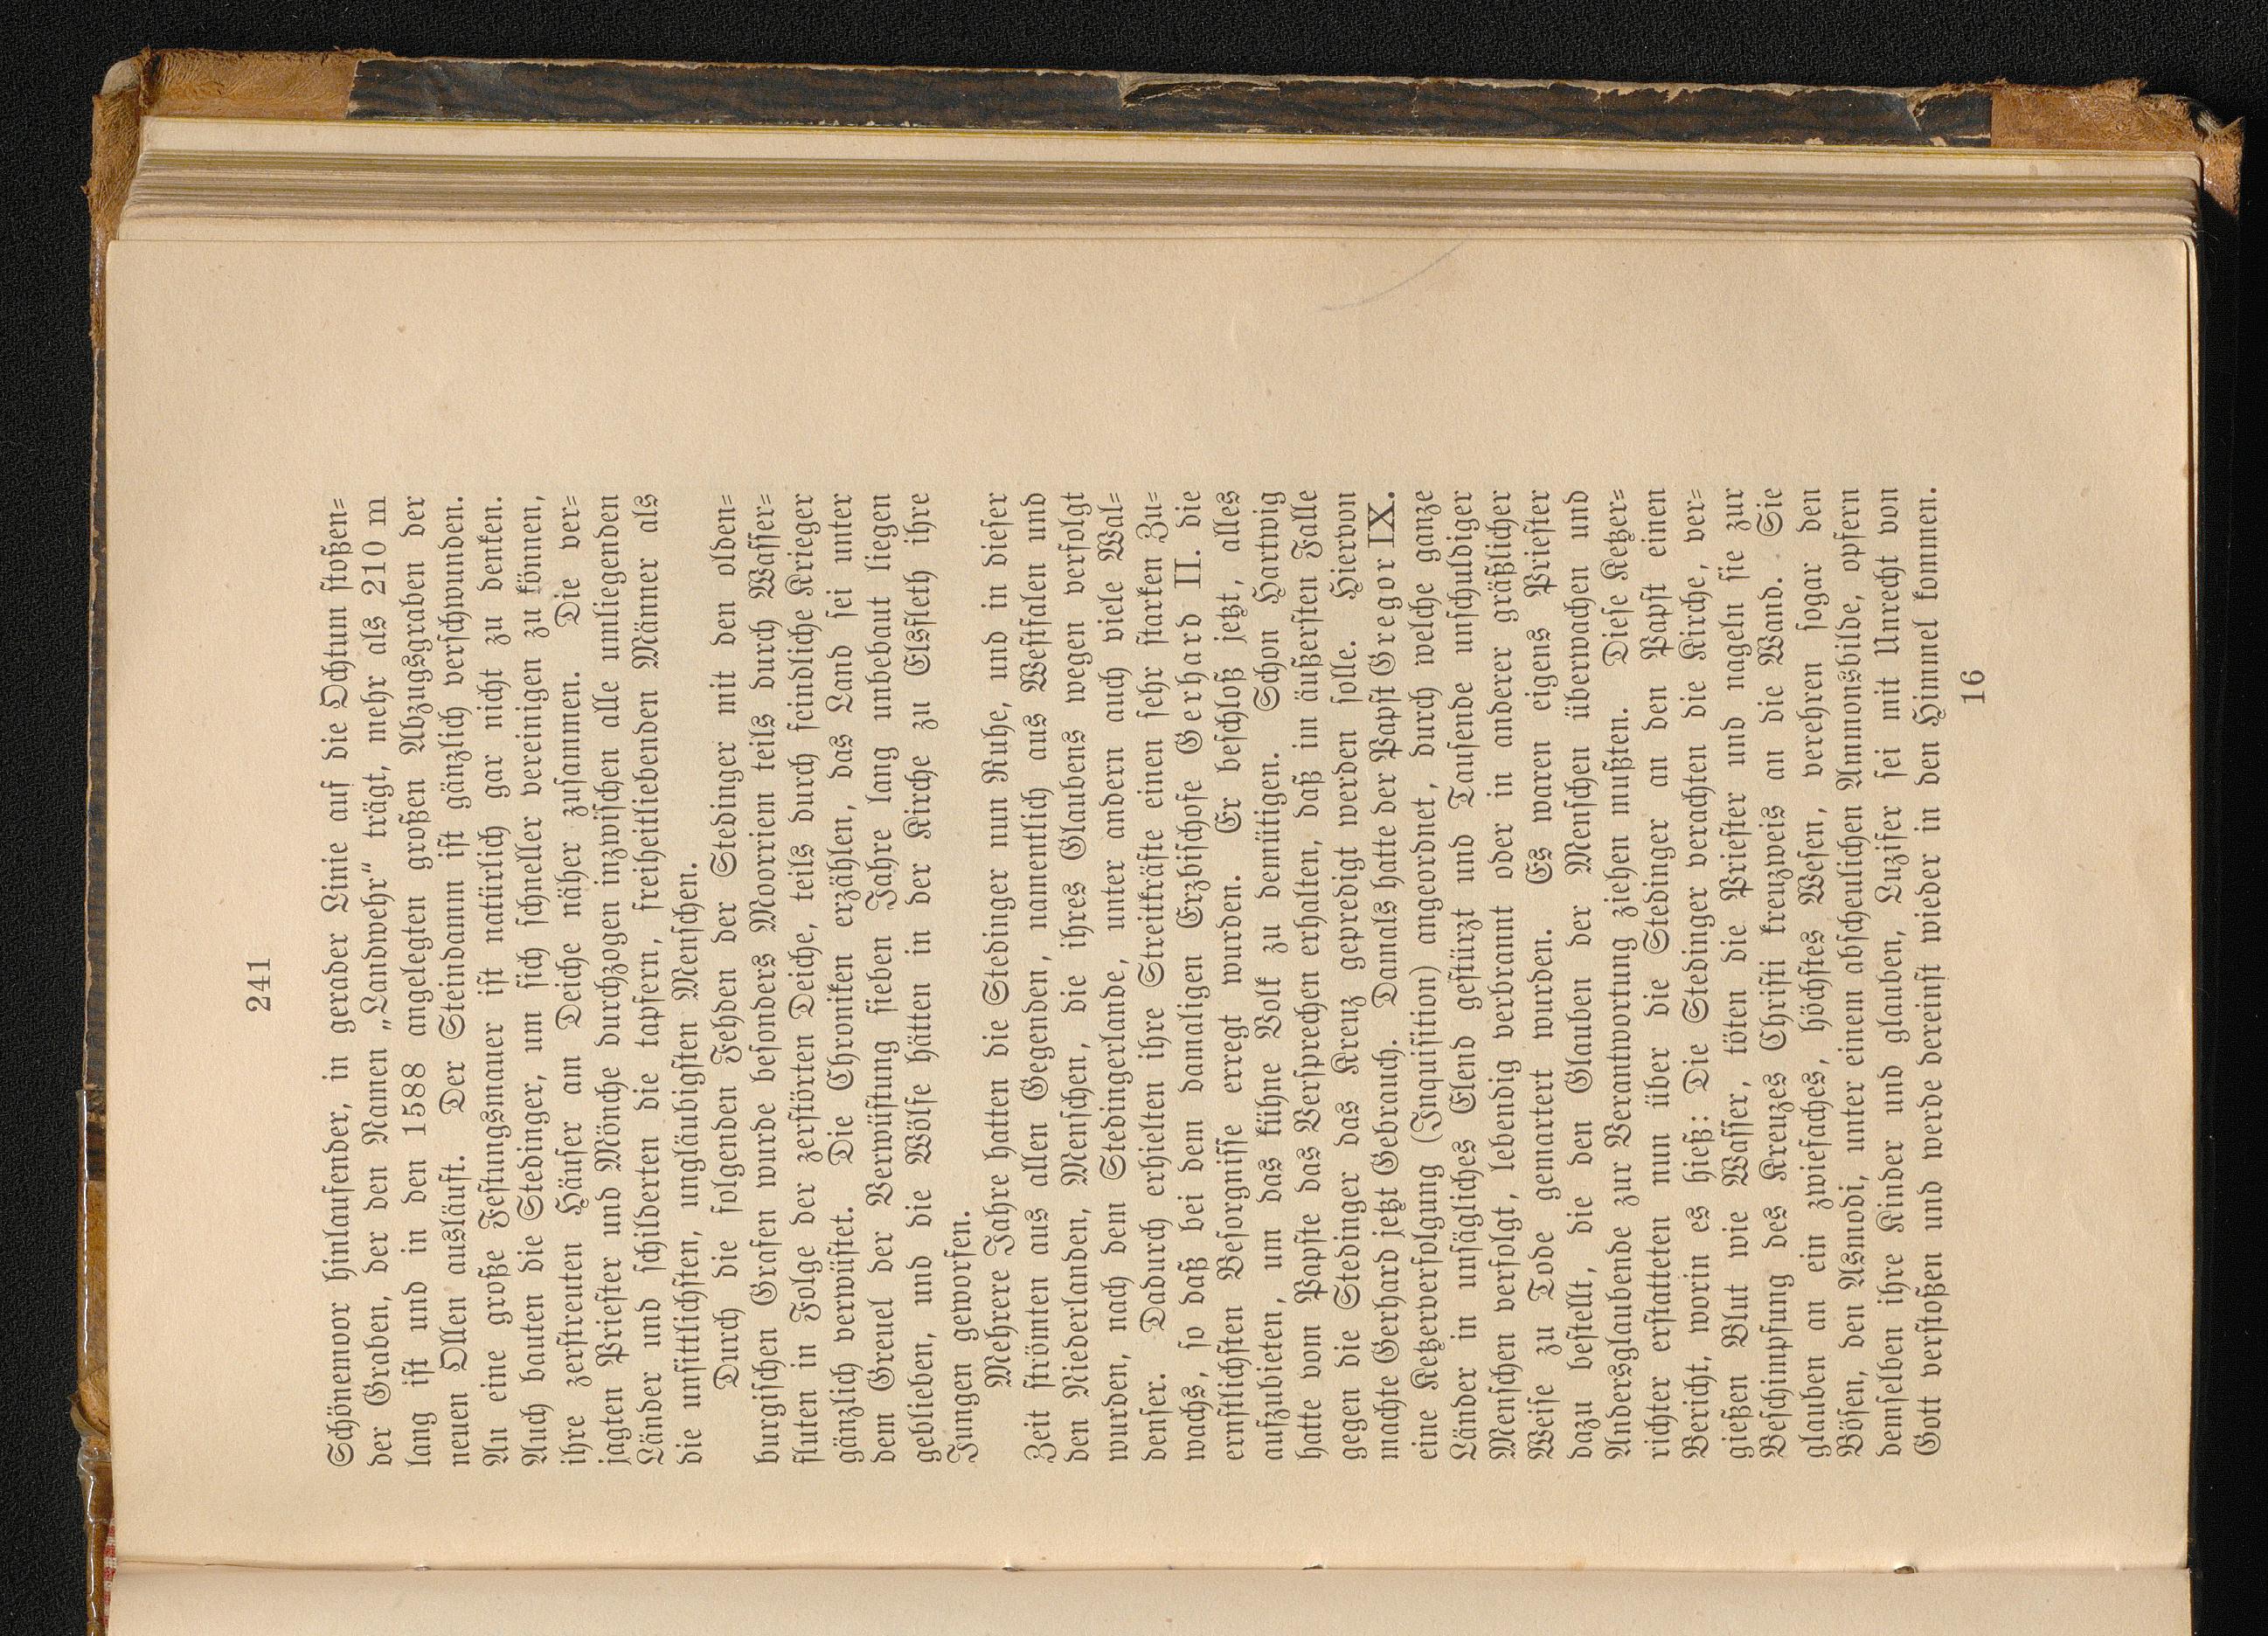 241
Schönemoor hinlaufender, in gerader Linie auf die Ochtum stoßen=
der Graben, der den Namen „Landwehr“ trägt, mehr als 210 m
lang ist und in den 1588 angelegten großen Abzugsgraben der
neuen Ollen ausläuft. Der Steindamm ist gänzlich verschwunden.
An eine große Festungsmauer ist natürlich gar nicht zu denken.
Auch bauten die Stedinger, um sich schneller vereinigen zu können,
ihre zerstreuten Häuser am Deiche näher zusammen. Die ver=
jagten Priester und Mönche durchzogen inzwischen alle umliegenden
Länder und schilderten die tapfern, freiheitliebenden Männer als
die unsittlichsten, ungläubigsten Menschen.
Durch die folgenden Fehden der Stedinger mit den olden=
burgischen Grafen wurde besonders Moorriem teils durch Wasser=
fluten in Folge der zerstörten Deiche, teils durch feindliche Krieger
gänzlich verwüstet. Die Chroniken erzählen, das Land sei unter
dem Greuel der Verwüstung sieben Jahre lang unbebaut liegen
geblieben, und die Wölfe hätten in der Kirche zu Elsfleth ihre
Jungen geworfen.
Mehrere Jahre hatten die Stedinger nun Ruhe, und in dieser
Zeit strömten aus allen Gegenden, namentlich aus Westfalen und
den Niederlanden, Menschen, die ihres Glaubens wegen verfolgt
wurden, nach dem Stedingerlande, unter andern auch viele Wal=
denser. Dadurch erhielten ihre Streitkräfte einen sehr starken Zu=
wachs, so daß bei dem damaligen Erzbischofe Gerhard II. die
ernstlichsten Besorgnisse erregt wurden. Er beschloß jetzt, alles
aufzubieten, um das kühne Volk zu demütigen. Schon Hartwig
hatte vom Papste das Versprechen erhalten, daß im äußersten Falle
gegen die Stedinger das Kreuz gepredigt werden solle. Hiervon
machte Gerhard jetzt Gebrauch. Damals hatte der Papst Gregor IX.
eine Ketzerverfolgung (Inquisition) angeordnet, durch welche ganze
Länder in unsägliches Elend gestürzt und Tausende unschuldiger
Menschen verfolgt, lebendig verbrannt oder in anderer gräßlicher
Weise zu Tode gemartert wurden. Es waren eigens Priester
dazu bestellt, die den Glauben der Menschen überwachen und
Andersglaubende zur Verantwortung ziehen mußten. Diese Ketzer=
richter erstatteten nun über die Stedinger an den Papst einen
Bericht, worin es hieß: Die Stedinger verachten die Kirche, ver=
gießen Blut wie Wasser, töten die Priester und nageln sie zur
Beschimpfung des Kreuzes Christi kreuzweis an die Wand. Sie
glauben an ein zwiefaches, höchstes Wesen, verehren sogar den
Bösen, den Asmodi, unter einem abscheulichen Ammonsbilde, opfern
demselben ihre Kinder und glauben, Luzifer sei mit Unrecht von
Gott verstoßen und werde dereinst wieder in den Himmel kommen.
16